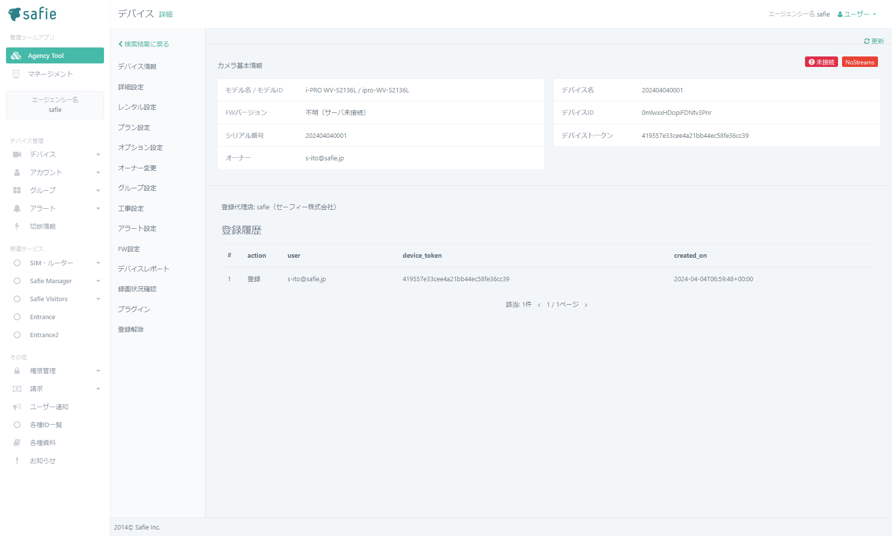 safie
管理ツールアプリ
Agency Tool
マネージメント
エージェンシー名
safie
デバイス管理
デバイス
アカウント
グループ
アラート
切断情報
関連サービス
SIM・ルーター
Safie Manager
Safie Visitors
Entrance
Entrance2
その他
権限管理
請求
ユーザー通知
各種ID一覧
各種資料
お知らせ
デバイス 詳細
エージェンシー名 safie ユーザー
検索結果に戻る
デバイス情報
詳細設定
レンタル設定
プラン設定
オプション設定
オーナー変更
グループ設定
工事設定
アラート設定
FW設定
デバイスレポート
録画状況確認
プラグイン
登録解除
更新
カメラ基本情報
未接続 NoStreams
モデル名 / モデルID i-PRO WV-S2136L / ipro-WV-S2136L
FWバージョン 不明（サーバ未接続）
シリアル番号 202404040001
オーナー s-ito@safie.jp
デバイス名 202404040001
デバイスID 0mlwxxHDopiFDNtv3Pnr
デバイストークン 419557e33cee4a21bb44ec58fe36cc39
登録代理店: safie（セーフィー株式会社）
登録履歴
# action user device_token created_on
1 登録 s-ito@safie.jp 419557e33cee4a21bb44ec58fe36cc39 2024-04-04T06:59:48+00:00
該当: 1件 ‹ 1 / 1ページ ›
2014© Safie Inc.